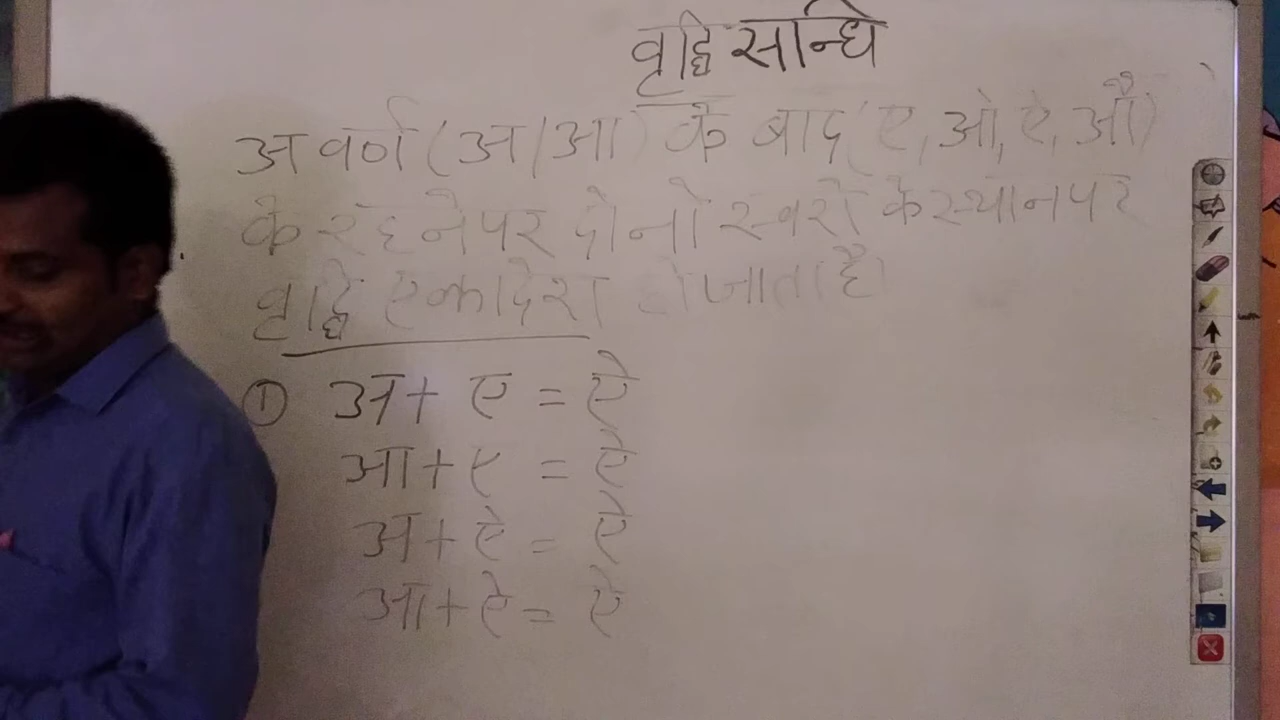 वृद्धि सन्धि
अ वर्ण (अ/आ) के बाद (ए, ओ, ऐ, औ)
के रहने पर दोनों स्वरों के स्थान पर
वृद्धि एकादेश हो जाता है।
① अ + ए = ऐ
आ + ए = ऐ
अ + ऐ = ऐ
आ + ऐ = ऐ